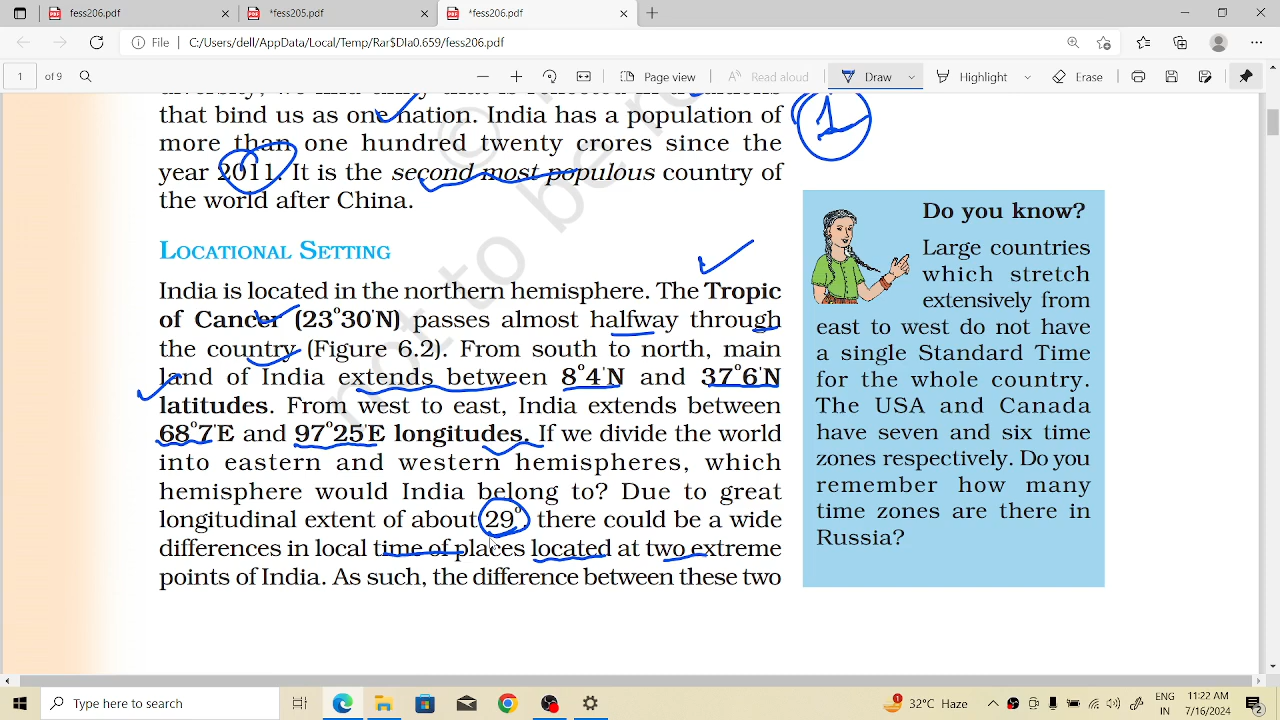 fess206.pdf
*fess205.pdf
*fess206.pdf
File
C:/Users/dell/AppData/Local/Temp/Rar$DIa0.659/fess206.pdf
1 of 9
Page view
Read aloud
Draw
Highlight
Erase
that bind us as one nation. India has a population of
more than one hundred twenty crores since the
year 2011. It is the second most populous country of
the world after China.
1
LOCATIONAL SETTING
India is located in the northern hemisphere. The Tropic
of Cancer (23°30'N) passes almost halfway through
the country (Figure 6.2). From south to north, main
land of India extends between 8°4'N and 37°6'N
latitudes. From west to east, India extends between
68°7'E and 97°25'E longitudes. If we divide the world
into eastern and western hemispheres, which
hemisphere would India belong to? Due to great
longitudinal extent of about 29°, there could be a wide
differences in local time of places located at two extreme
points of India. As such, the difference between these two
Do you know?
Large countries
which stretch
extensively from
east to west do not have
a single Standard Time
for the whole country.
The USA and Canada
have seven and six time
zones respectively. Do you
remember how many
time zones are there in
Russia?
©
not to be re
Type here to search
1
32°C Haze
ENG
IN
11:22 AM
7/16/2024
2